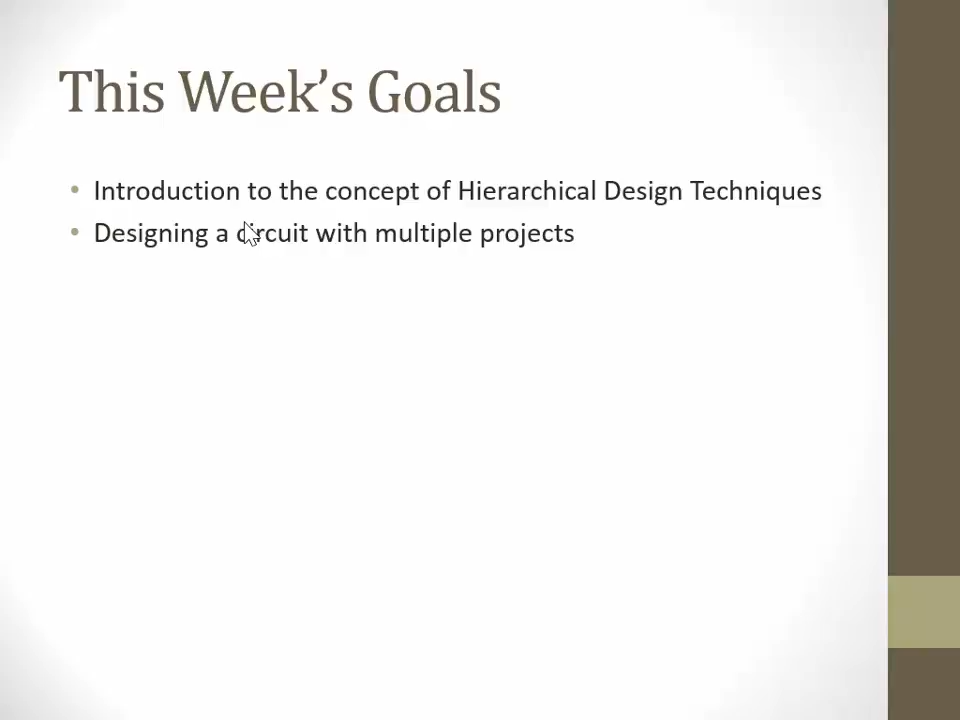 This Week’s Goals
• Introduction to the concept of Hierarchical Design Techniques
• Designing a circuit with multiple projects